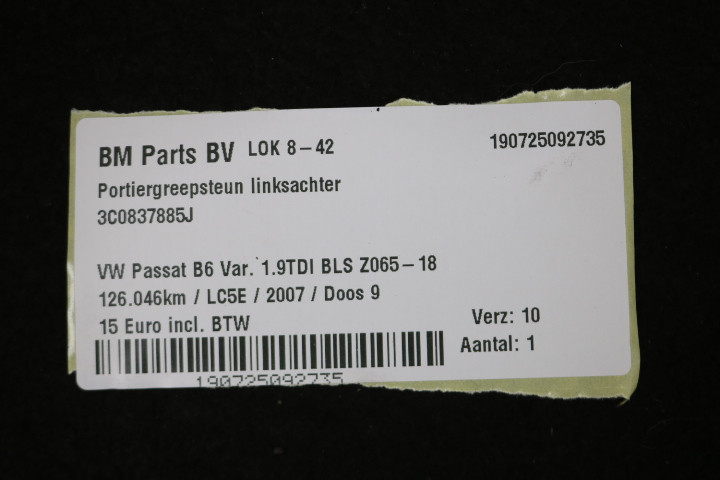 BM Parts BV LOK 8-42 190725092735
Portiergreepsteun linksachter
3C0837885J
VW Passat B6 Var. 1.9TDI BLS Z065-18
126.046km / LC5E / 2007 / Doos 9
15 Euro incl. BTW Verz: 10
Aantal: 1
190725092735